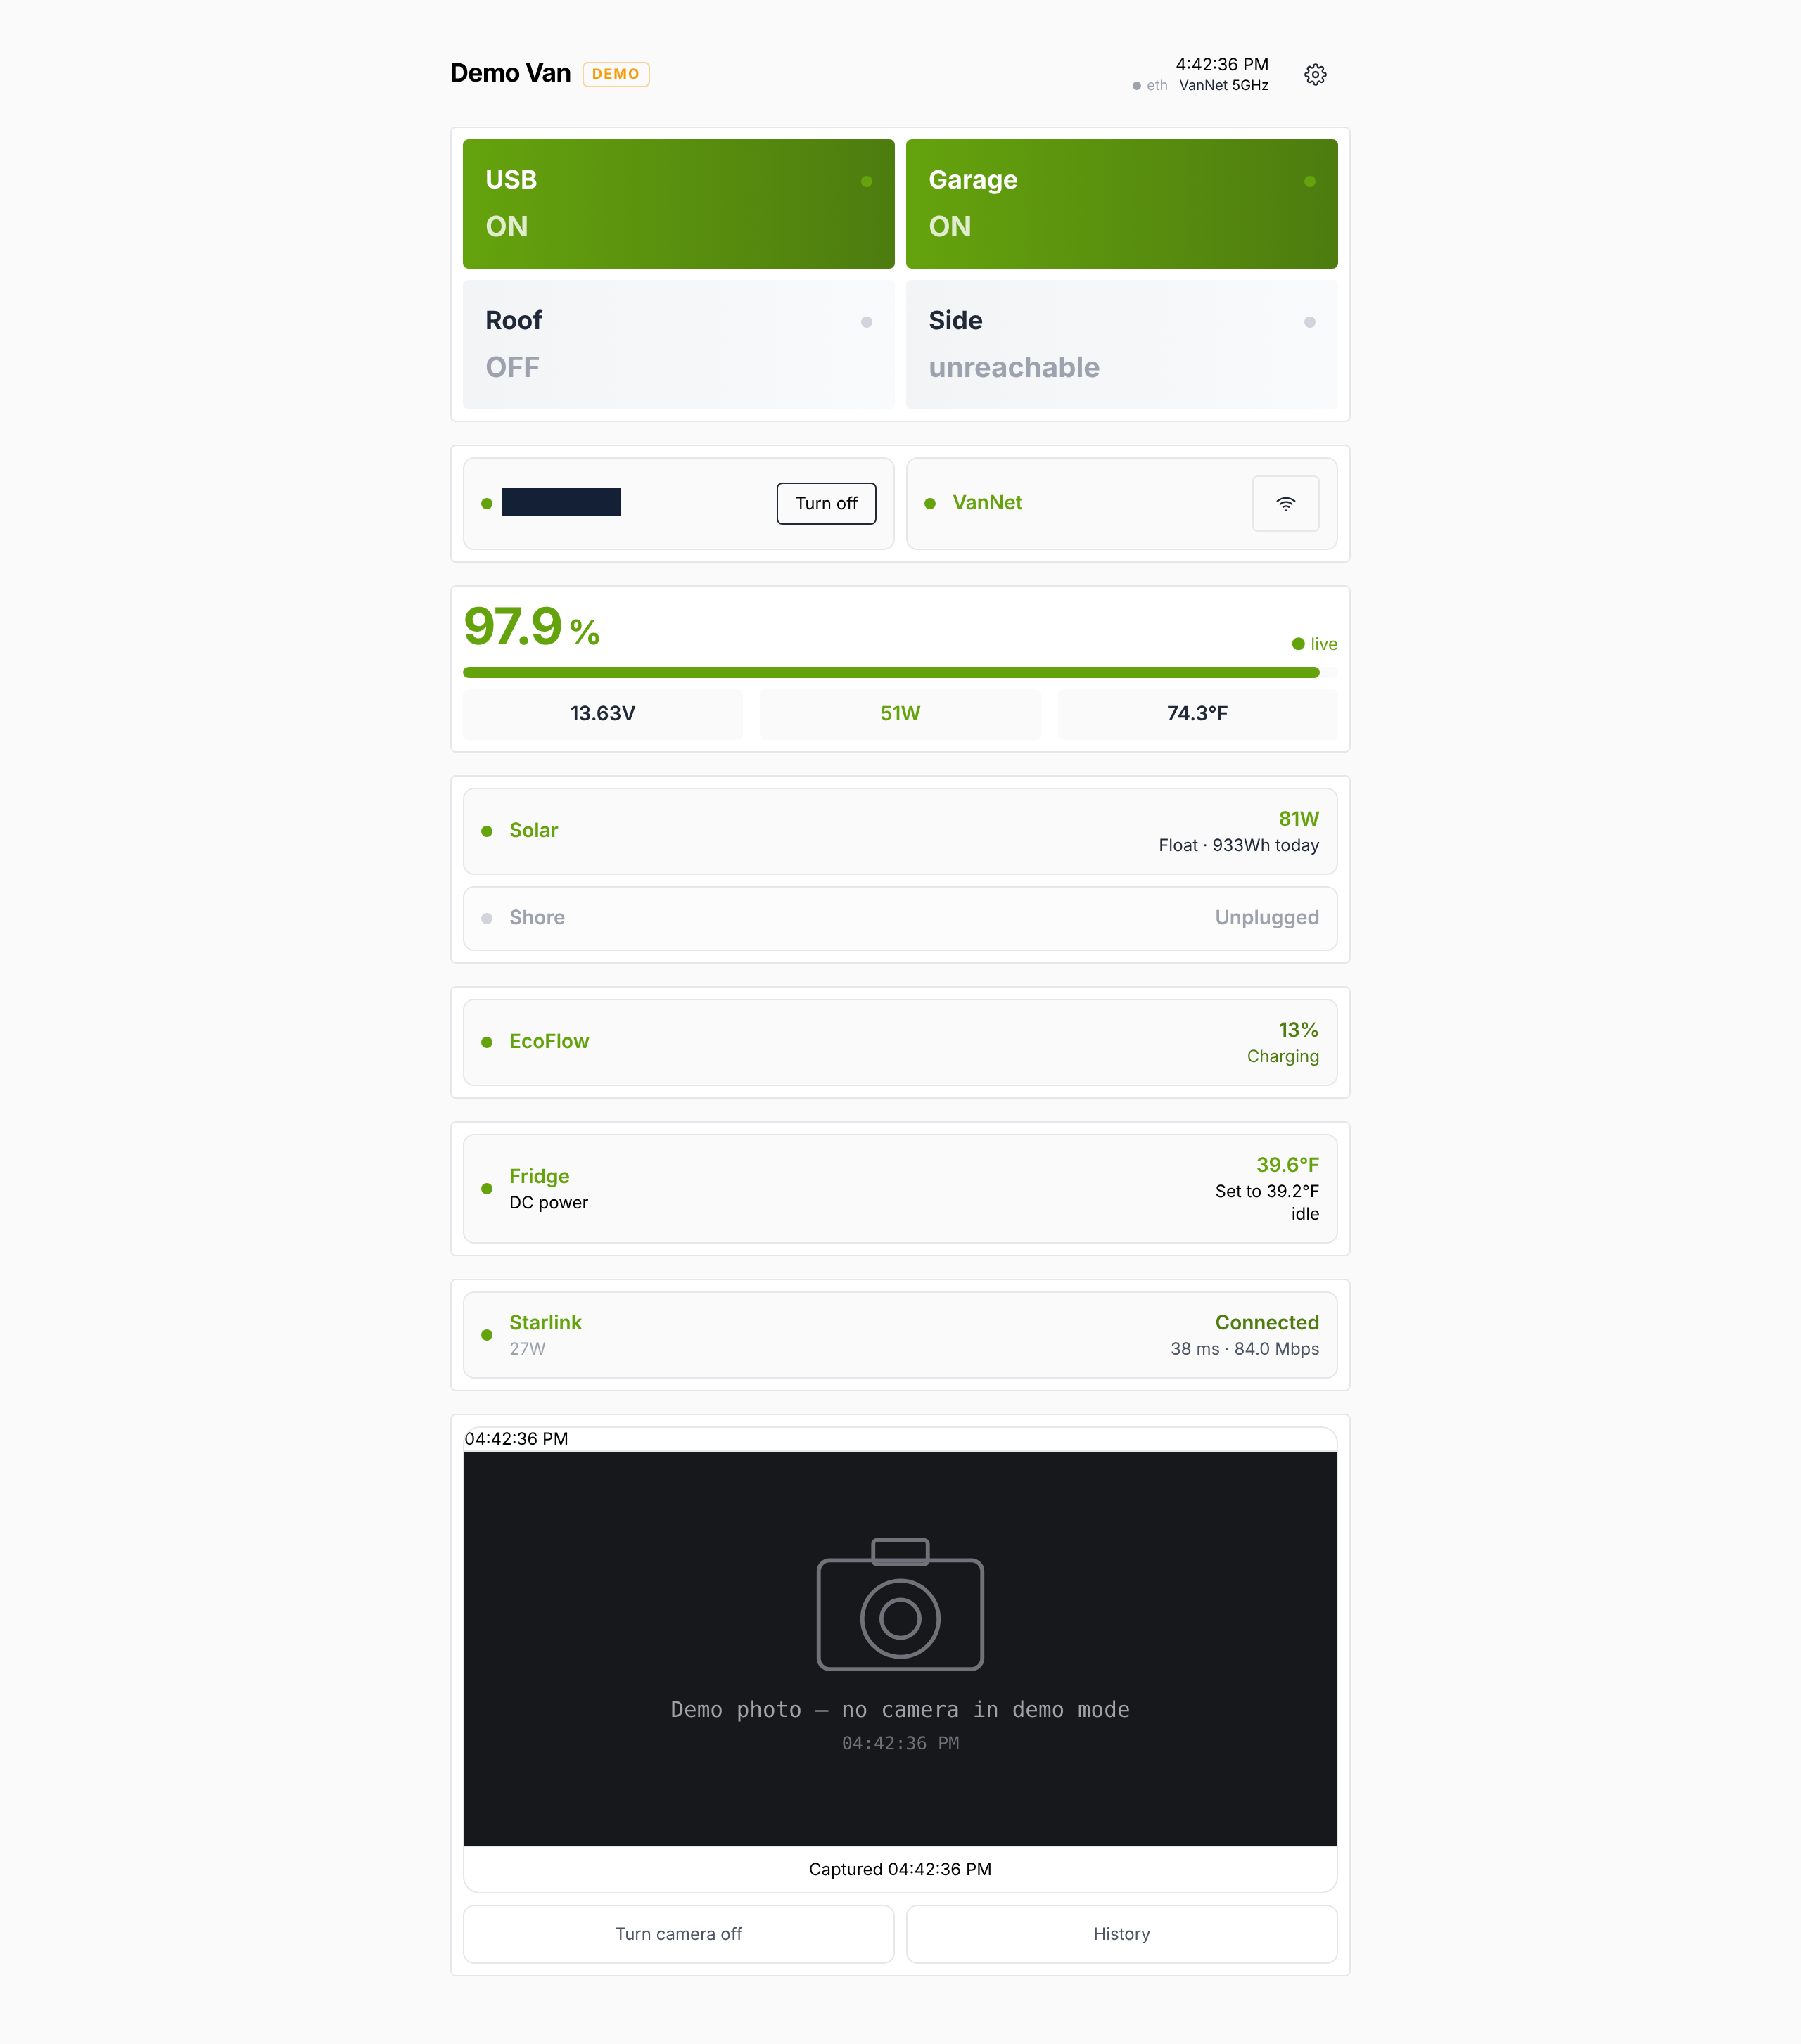 Demo Van DEMO
4:42:36 PM
eth VanNet 5GHz
USB
ON
Garage
ON
Roof
OFF
Side
unreachable
Turn off
VanNet
97.9 %
live
13.63V
51W
74.3°F
Solar
81W
Float · 933Wh today
Shore
Unplugged
EcoFlow
13%
Charging
Fridge
DC power
39.6°F
Set to 39.2°F
idle
Starlink
27W
Connected
38 ms · 84.0 Mbps
04:42:36 PM
Demo photo — no camera in demo mode
04:42:36 PM
Captured 04:42:36 PM
Turn camera off
History